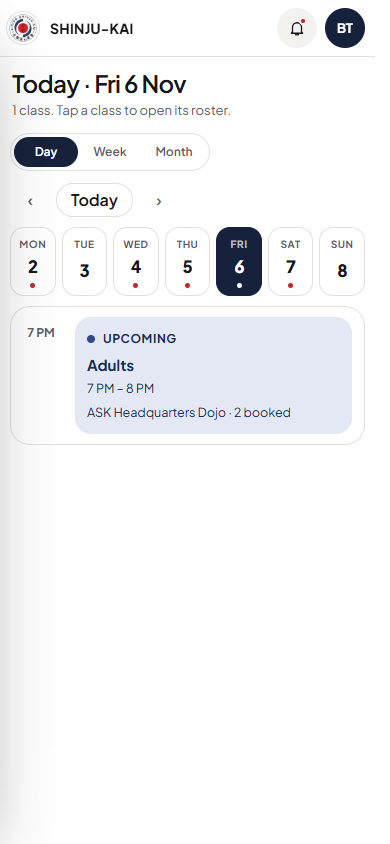 SHINJU-KAI
BT
Today · Fri 6 Nov
1 class. Tap a class to open its roster.
Day Week Month
‹ Today ›
MON TUE WED THU FRI SAT SUN
2 3 4 5 6 7 8
7 PM
UPCOMING
Adults
7 PM – 8 PM
ASK Headquarters Dojo · 2 booked